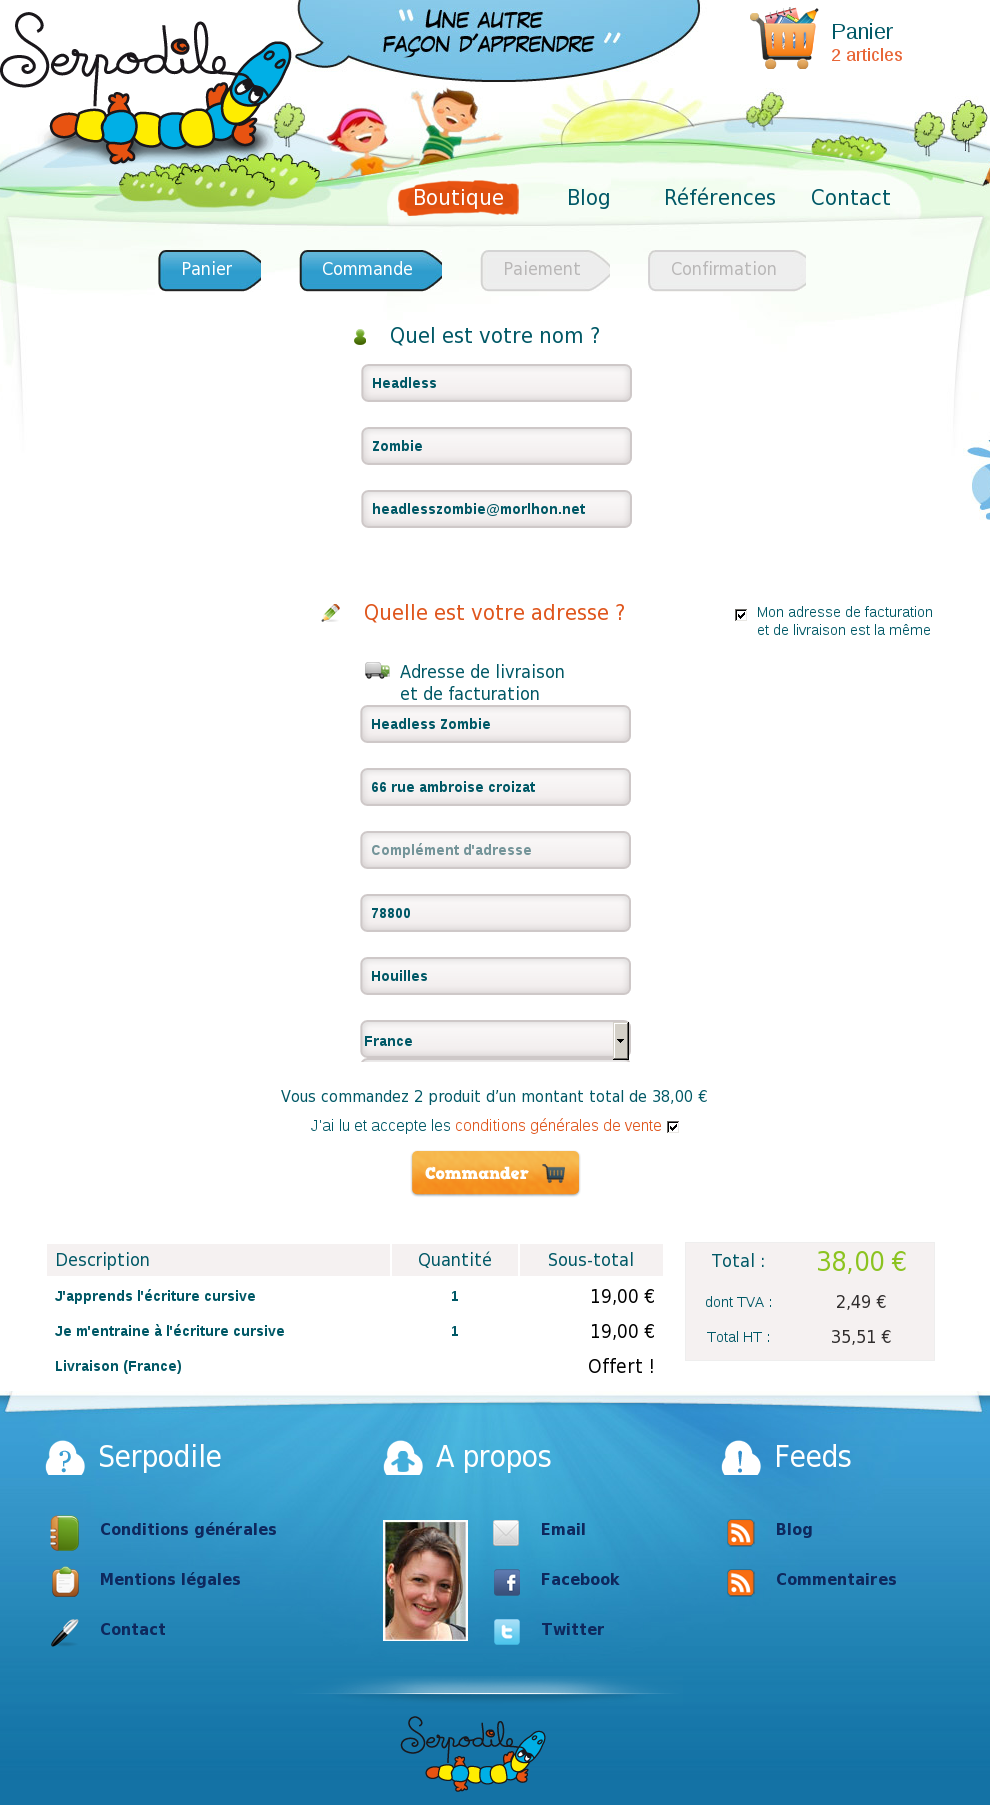 Serpodile
" Une autre
façon d'apprendre "
Panier
2 articles
Boutique
Blog
Références
Contact
Panier
Commande
Paiement
Confirmation
Quel est votre nom ?
Headless
Zombie
headlesszombie@morlhon.net
Quelle est votre adresse ?
Mon adresse de facturation
et de livraison est la même
Adresse de livraison
et de facturation
Headless Zombie
66 rue ambroise croizat
Complément d'adresse
78800
Houilles
France
Vous commandez 2 produit d’un montant total de 38,00 €
J'ai lu et accepte les conditions générales de vente
Commander
Description Quantité Sous-total
J'apprends l'écriture cursive 1 19,00 €
Je m'entraine à l'écriture cursive 1 19,00 €
Livraison (France) Offert !
Total : 38,00 €
dont TVA : 2,49 €
Total HT : 35,51 €
? Serpodile
Conditions générales
Mentions légales
Contact
A propos
Email
Facebook
Twitter
! Feeds
Blog
Commentaires
Serpodile